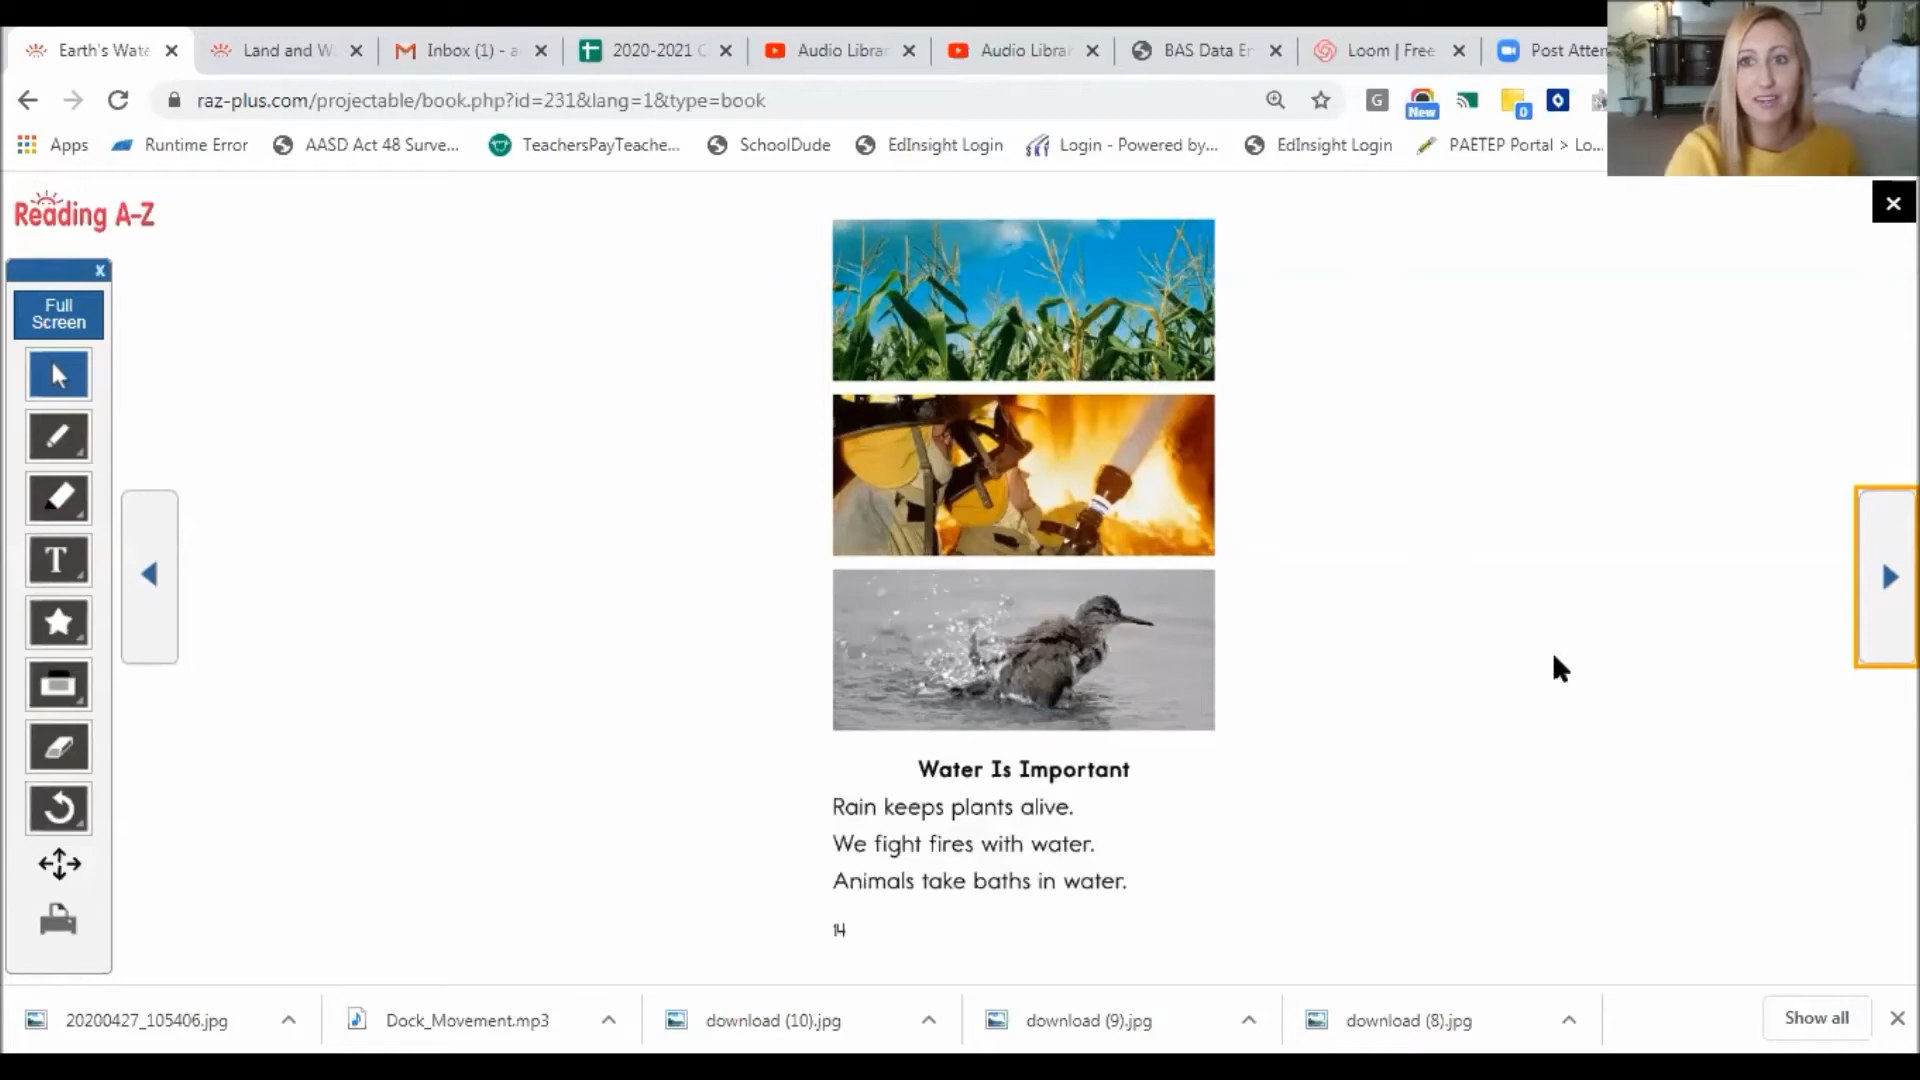 Earth's Wate
Land and W
Inbox (1) - a
2020-2021 C
Audio Librar
Audio Librar
BAS Data En
Loom | Free
Post Atten
raz-plus.com/projectable/book.php?id=231&lang=1&type=book
G
New
0
Apps
Runtime Error
AASD Act 48 Surve...
TeachersPayTeache...
SchoolDude
EdInsight Login
SKY
Login - Powered by...
EdInsight Login
PAETEP Portal > Lo...
Reading A-Z
X
Full
Screen
T
Water Is Important
Rain keeps plants alive.
We fight fires with water.
Animals take baths in water.
14
20200427_105406.jpg
Dock_Movement.mp3
download (10).jpg
download (9).jpg
download (8).jpg
Show all